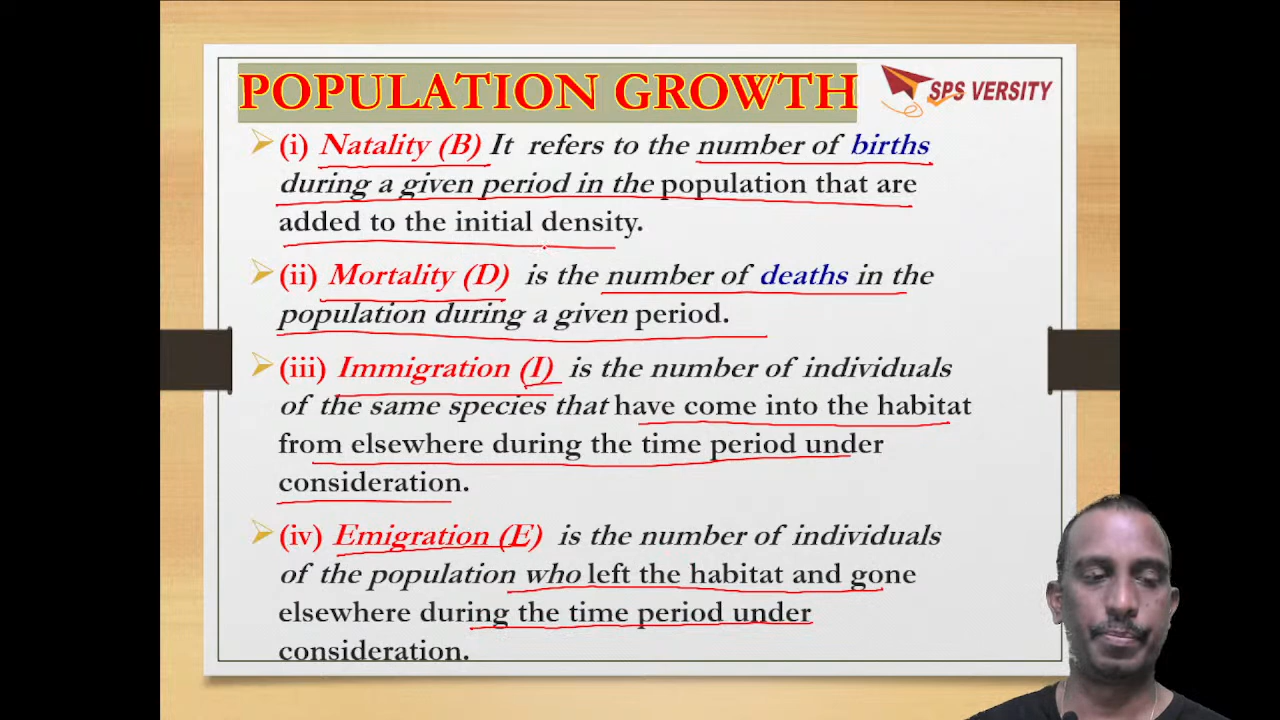 POPULATION GROWTH
SPS VERSITY
(i) Natality (B) It refers to the number of births
during a given period in the population that are
added to the initial density.
(ii) Mortality (D) is the number of deaths in the
population during a given period.
(iii) Immigration (I) is the number of individuals
of the same species that have come into the habitat
from elsewhere during the time period under
consideration.
(iv) Emigration (E) is the number of individuals
of the population who left the habitat and gone
elsewhere during the time period under
consideration.